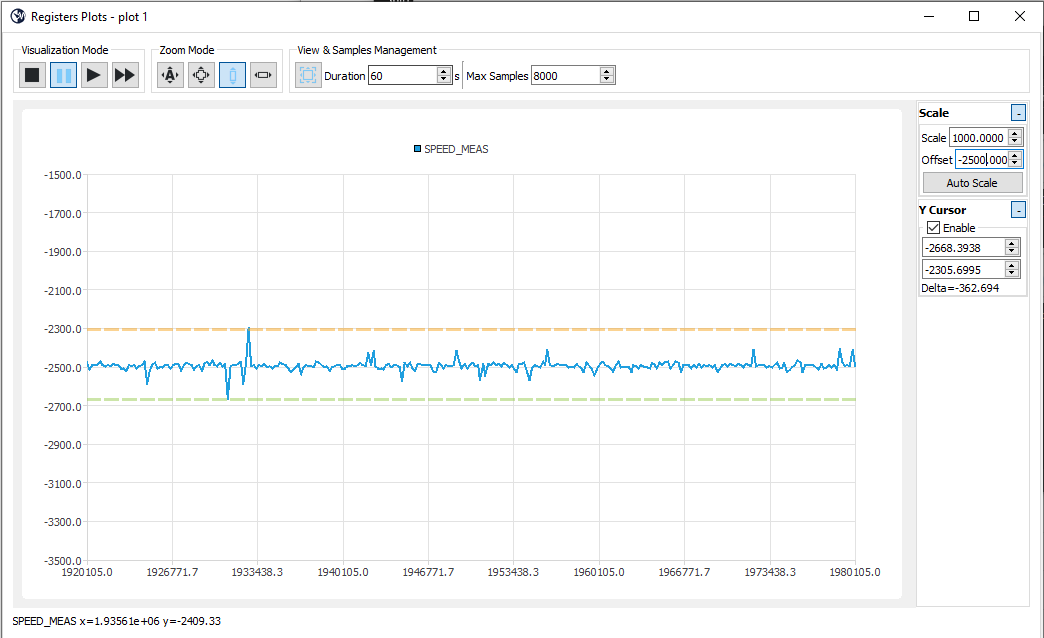 Registers Plots - plot 1
Visualization Mode
Zoom Mode
View & Samples Management
A
Duration 60 s Max Samples 8000
SPEED_MEAS
-1500.0
-1700.0
-1900.0
-2100.0
-2300.0
-2500.0
-2700.0
-2900.0
-3100.0
-3300.0
-3500.0
1920105.0 1926771.7 1933438.3 1940105.0 1946771.7 1953438.3 1960105.0 1966771.7 1973438.3 1980105.0
Scale -
Scale 1000.0000
Offset -2500,000
Auto Scale
Y Cursor -
Enable
-2668.3938
-2305.6995
Delta=-362.694
SPEED_MEAS x=1.93561e+06 y=-2409.33